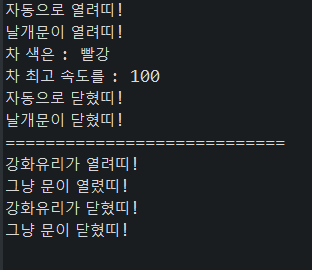 자동으로 열려띠!
날개문이 열려띠!
차 색은 : 빨강
차 최고 속도를 : 100
자동으로 닫혔띠!
날개문이 닫혔띠!
============================
강화유리가 열려띠!
그냥 문이 열렸띠!
강화유리가 닫혔띠!
그냥 문이 닫혔띠!